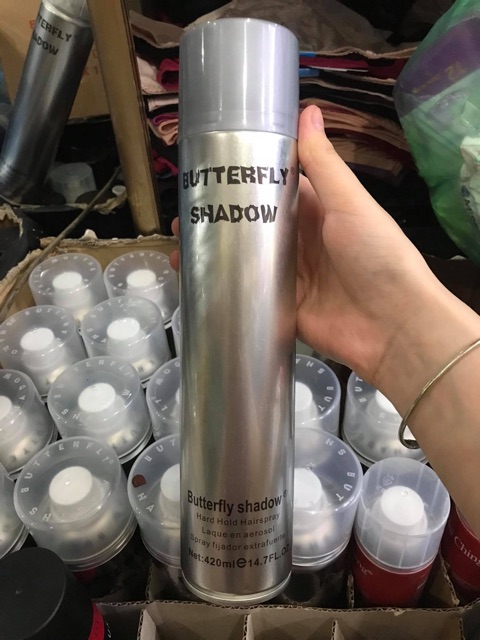 BUTTERFLY
SHADOW
BUTTERFLY
SHADOW
Butterfly shadow®
Hard Hold Hairspray
Laque en aerosol
Spray fijador extrafuerte
Net:420ml℮14.7FL.OZ